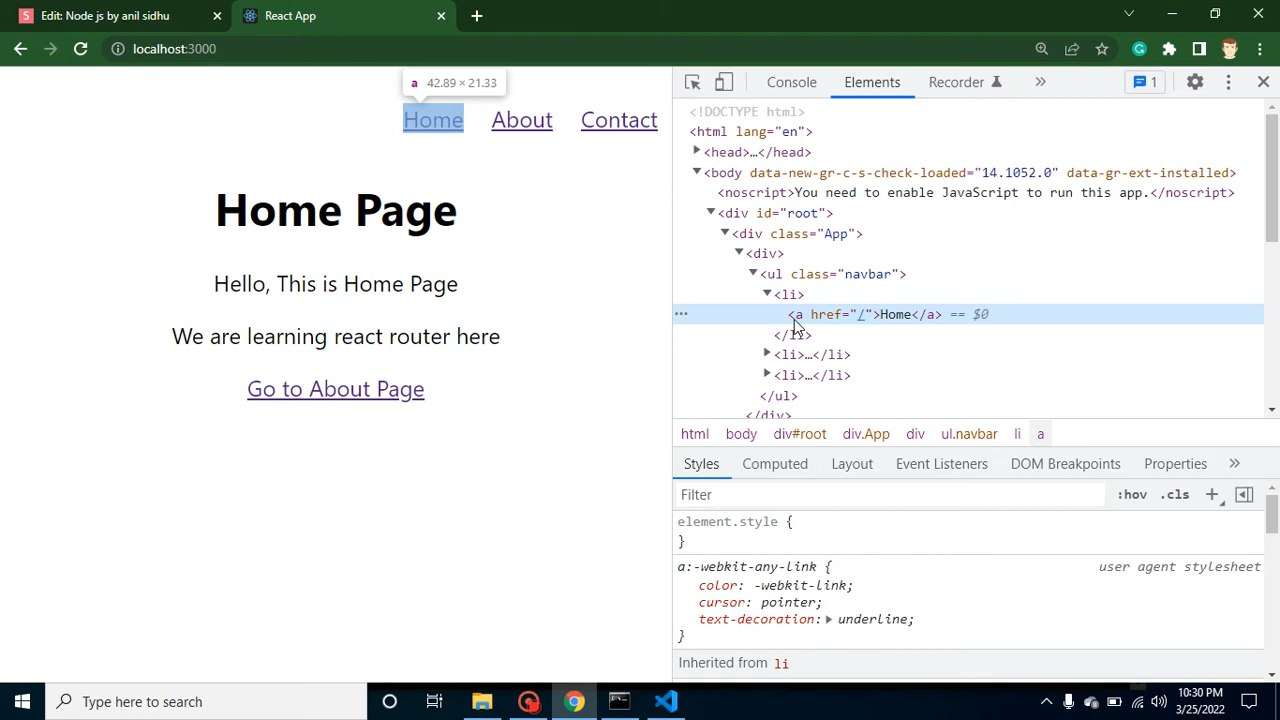 Edit: Node js by anil sidhu
React App
localhost:3000
a 42.89 × 21.33
Home About Contact
Home Page
Hello, This is Home Page
We are learning react router here
Go to About Page
Console Elements Recorder 1
<!DOCTYPE html>
<html lang="en">
<head>…</head>
<body data-new-gr-c-s-check-loaded="14.1052.0" data-gr-ext-installed>
<noscript>You need to enable JavaScript to run this app.</noscript>
<div id="root">
<div class="App">
<div>
<ul class="navbar">
<li>
<a href="/">Home</a> == $0
</li>
<li>…</li>
<li>…</li>
</ul>
</div>
html body div#root div.App div ul.navbar li a
Styles Computed Layout Event Listeners DOM Breakpoints Properties
Filter :hov .cls
element.style {
}
a:-webkit-any-link { user agent stylesheet
color: -webkit-link;
cursor: pointer;
text-decoration: underline;
}
Inherited from li
Type here to search
10:30 PM
3/25/2022